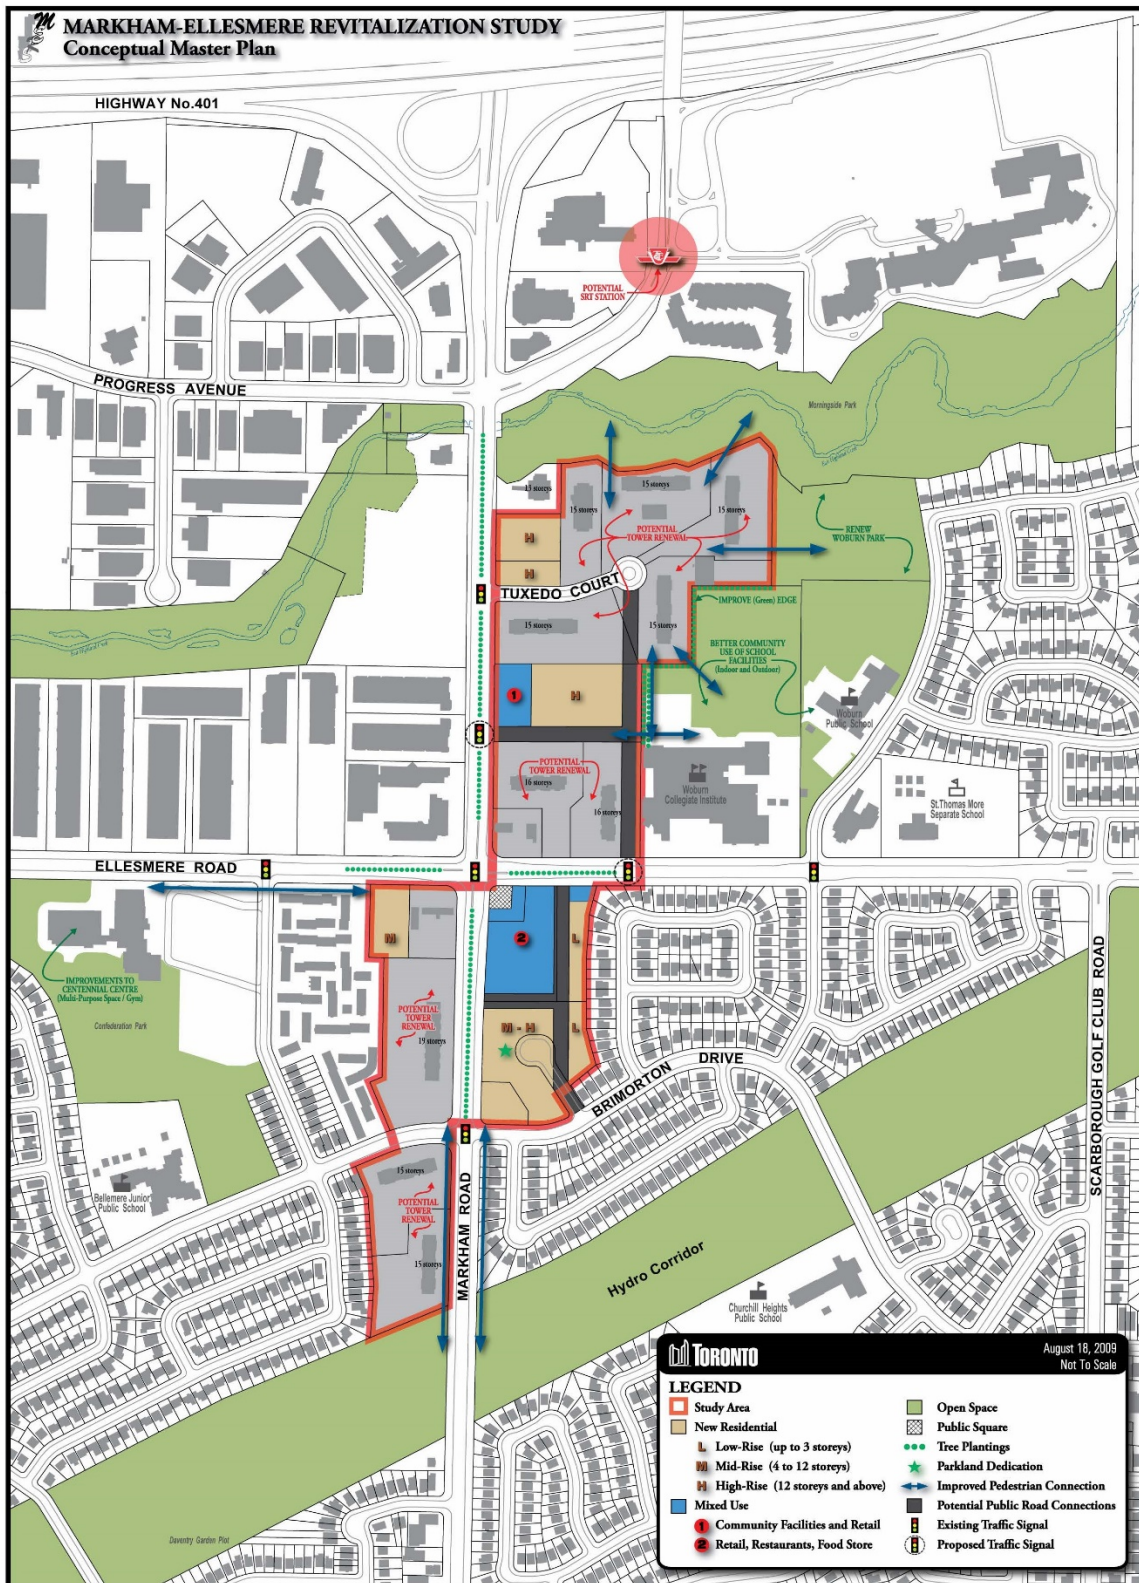 MARKHAM-ELLESMERE REVITALIZATION STUDY
Conceptual Master Plan
HIGHWAY No.401
POTENTIAL
SRT STATION
PROGRESS AVENUE
Morningside Park
15 storeys
15 storeys
15 storeys
15 storeys
POTENTIAL
TOWER RENEWAL
RENEW
WOBURN PARK
H
H
TUXEDO COURT
IMPROVE (Green) EDGE
15 storeys
15 storeys
BETTER COMMUNITY
USE OF SCHOOL
FACILITIES
(Indoor and Outdoor)
1
H
Woburn
Public School
POTENTIAL
TOWER RENEWAL
16 storeys
16 storeys
Woburn
Collegiate Institute
St.Thomas More
Separate School
ELLESMERE ROAD
M
2
L
IMPROVEMENTS TO
CENTENNIAL CENTRE
(Multi-Purpose Space / Gym)
Confederation Park
POTENTIAL
TOWER
RENEWAL
19 storeys
M - H
L
BRIMORTON DRIVE
SCARBOROUGH GOLF CLUB ROAD
15 storeys
Bellemere Junior
Public School
POTENTIAL
TOWER
RENEWAL
15 storeys
MARKHAM ROAD
Hydro Corridor
Churchill Heights
Public School
Daventry Garden Plot
TORONTO
August 18, 2009
Not To Scale
LEGEND
Study Area
New Residential
L Low-Rise (up to 3 storeys)
M Mid-Rise (4 to 12 storeys)
H High-Rise (12 storeys and above)
Mixed Use
1 Community Facilities and Retail
2 Retail, Restaurants, Food Store
Open Space
Public Square
Tree Plantings
Parkland Dedication
Improved Pedestrian Connection
Potential Public Road Connections
Existing Traffic Signal
Proposed Traffic Signal